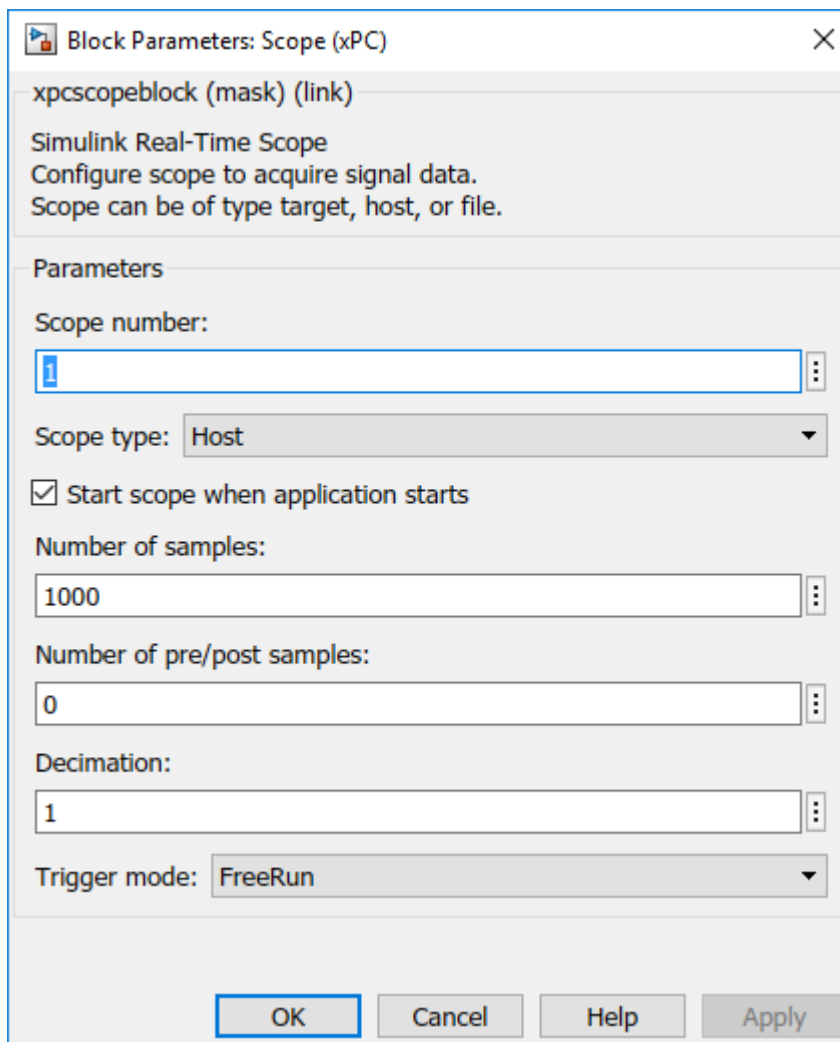 Block Parameters: Scope (xPC)
xpcscopeblock (mask) (link)
Simulink Real-Time Scope
Configure scope to acquire signal data.
Scope can be of type target, host, or file.
Parameters
Scope number:
1
Scope type: Host
Start scope when application starts
Number of samples:
1000
Number of pre/post samples:
0
Decimation:
1
Trigger mode: FreeRun
OK Cancel Help Apply